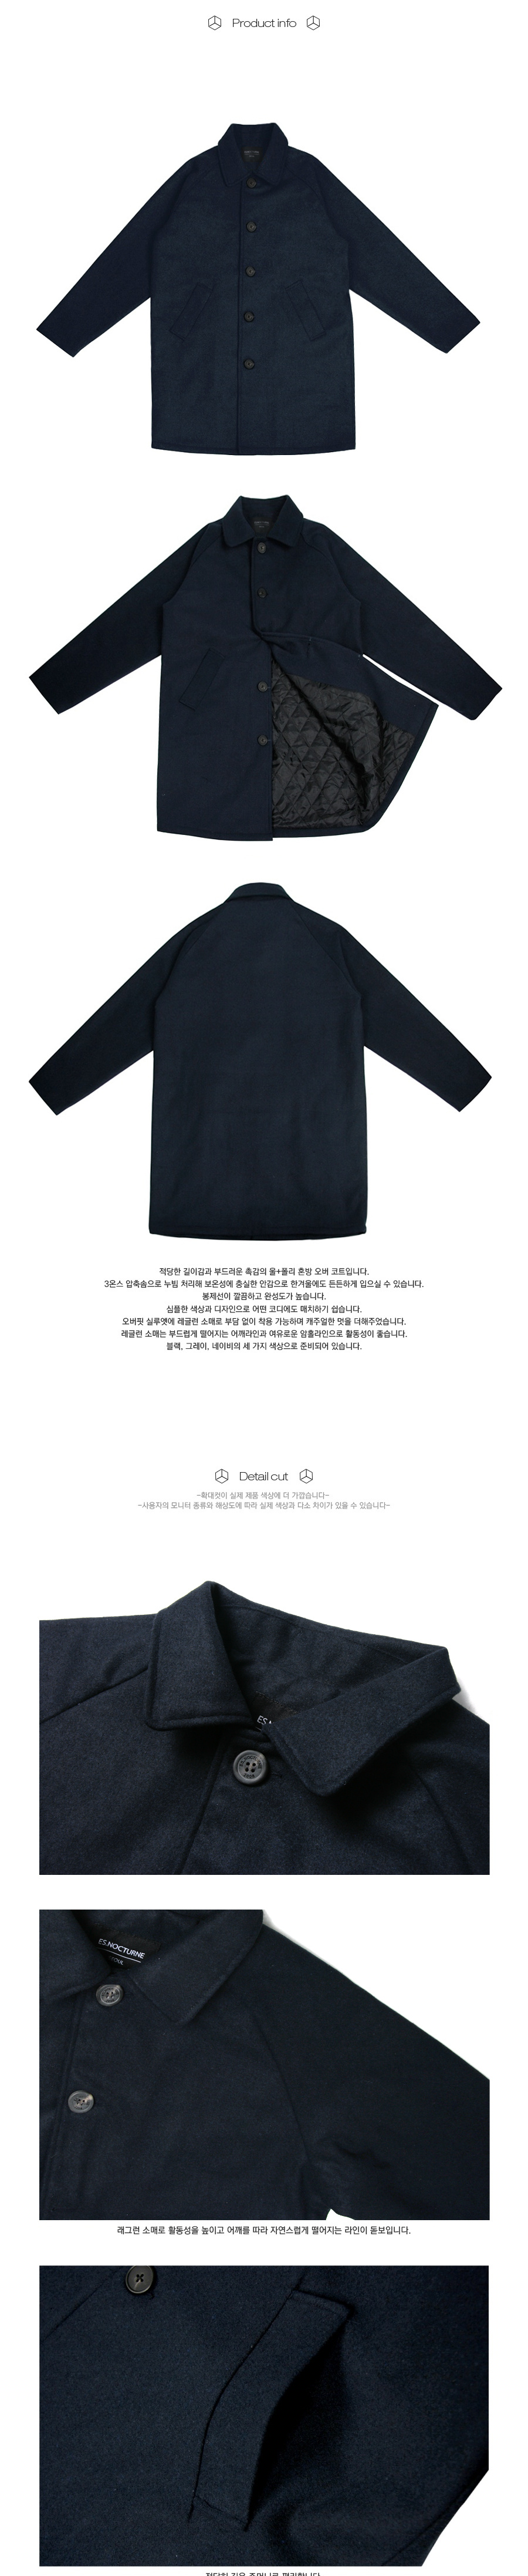 Product info
적당한 길이감과 부드러운 촉감의 울+폴리 혼방 오버 코트입니다.
3온스 압축솜으로 누빔 처리해 보온성에 충실한 안감으로 한겨울에도 든든하게 입으실 수 있습니다.
봉제선이 깔끔하고 완성도가 높습니다.
심플한 색상과 디자인으로 어떤 코디에도 매치하기 쉽습니다.
오버핏 실루엣에 레글런 소매로 부담 없이 착용 가능하며 캐주얼한 멋을 더해주었습니다.
레글런 소매는 부드럽게 떨어지는 어깨라인과 여유로운 암홀라인으로 활동성이 좋습니다.
블랙, 그레이, 네이비의 세 가지 색상으로 준비되어 있습니다.
Detail cut
~확대컷이 실제 제품 색상에 더 가깝습니다~
~사용자의 모니터 종류와 해상도에 따라 실제 색상과 다소 차이가 있을 수 있습니다~
ES.
ES.NOCTURNE
래그런 소매로 활동성을 높이고 어깨를 따라 자연스럽게 떨어지는 라인이 돋보입니다.